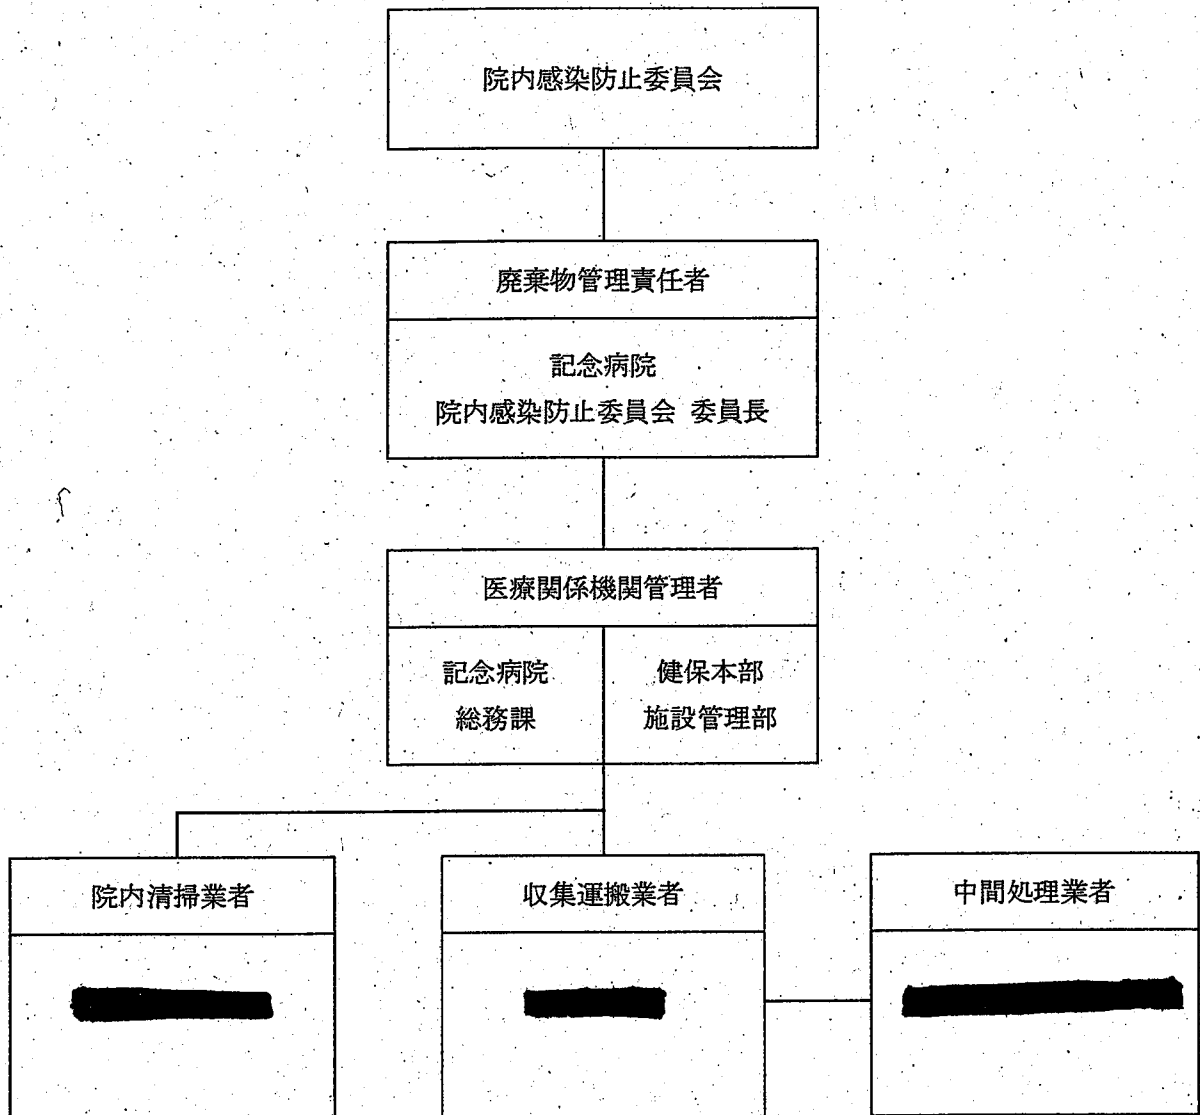 院内感染防止委員会
廃棄物管理責任者
記念病院
院内感染防止委員会 委員長
医療関係機関管理者
記念病院
総務課
健保本部
施設管理部
院内清掃業者
収集運搬業者
中間処理業者